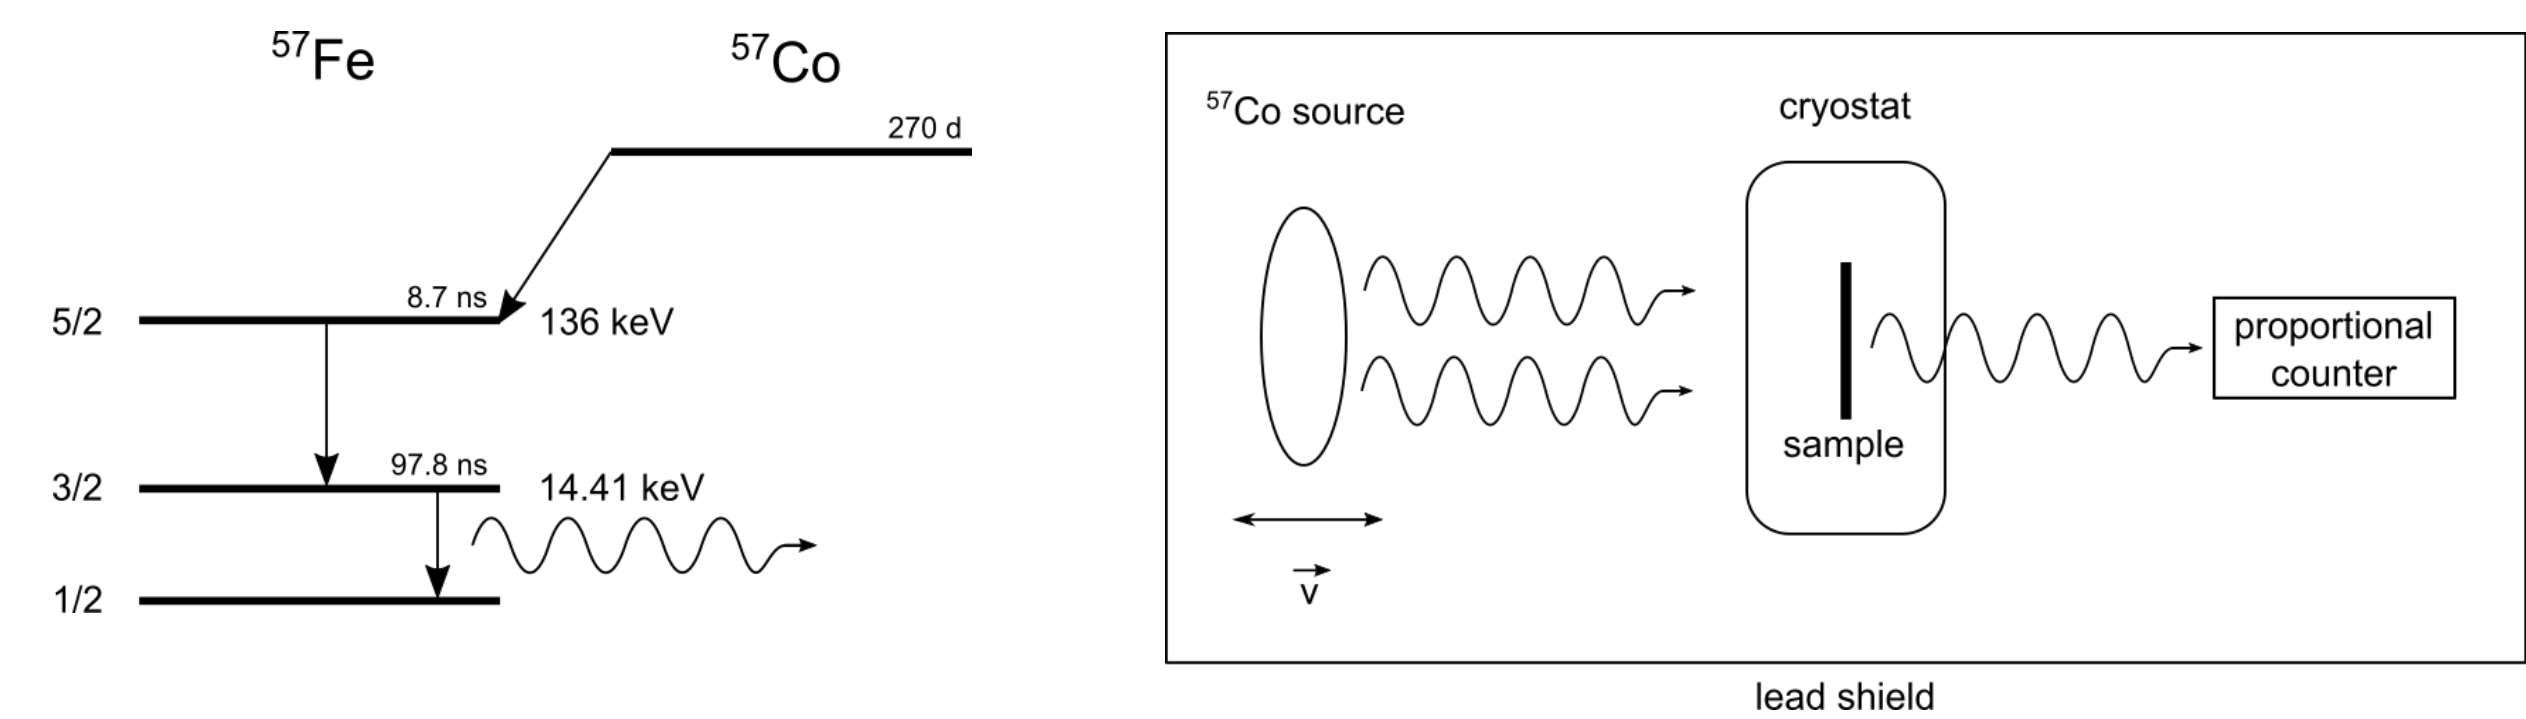 ⁵⁷Fe
⁵⁷Co
270 d
8.7 ns
5/2
136 keV
97.8 ns
3/2
14.41 keV
1/2
⁵⁷Co source
cryostat
sample
proportional
counter
v
lead shield